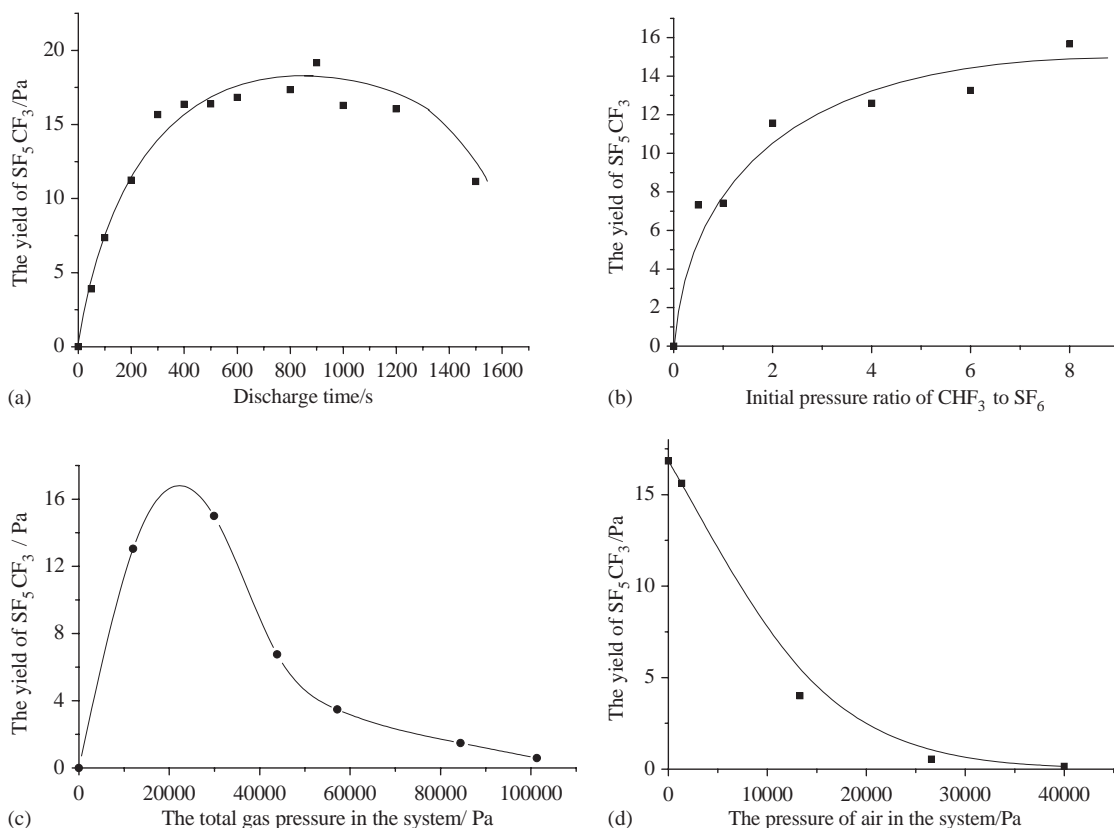 20
15
10
5
0
The yield of SF5CF3/Pa
0 200 400 600 800 1000 1200 1400 1600
(a)
Discharge time/s
16
14
12
10
8
6
4
2
0
The yield of SF5CF3
0 2 4 6 8
(b)
Initial pressure ratio of CHF3 to SF6
16
12
8
4
0
The yield of SF5CF3 / Pa
0 20000 40000 60000 80000 100000
(c)
The total gas pressure in the system/ Pa
15
10
5
0
The yield of SF5CF3/Pa
0 10000 20000 30000 40000
(d)
The pressure of air in the system/Pa